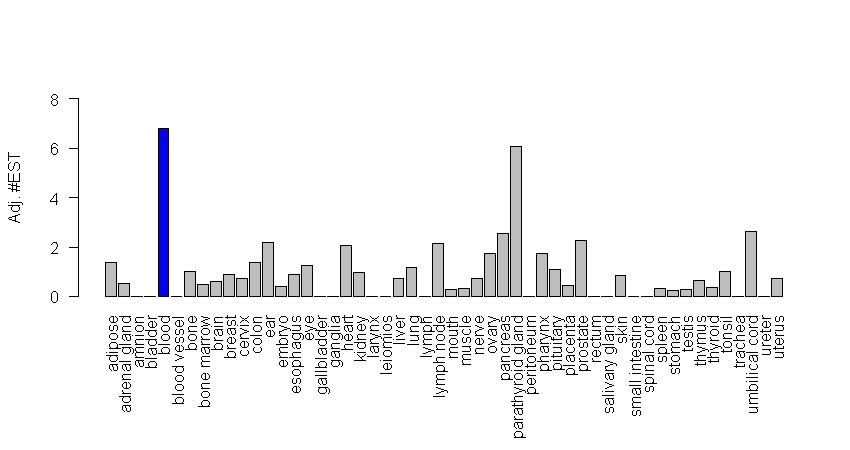 Adj. #EST
8
6
4
2
0
adipose
adrenal gland
amnion
bladder
blood
blood vessel
bone
bone marrow
brain
breast
cervix
colon
ear
embryo
esophagus
eye
gallbladder
ganglia
heart
kidney
larynx
leiomios
liver
lung
lymph
lymph node
mouth
muscle
nerve
ovary
pancreas
parathyroid gland
peritoneum
pharynx
pituitary
placenta
prostate
rectum
salivary gland
skin
small intestine
spinal cord
spleen
stomach
testis
thymus
thyroid
tonsil
trachea
umbilical cord
ureter
uterus